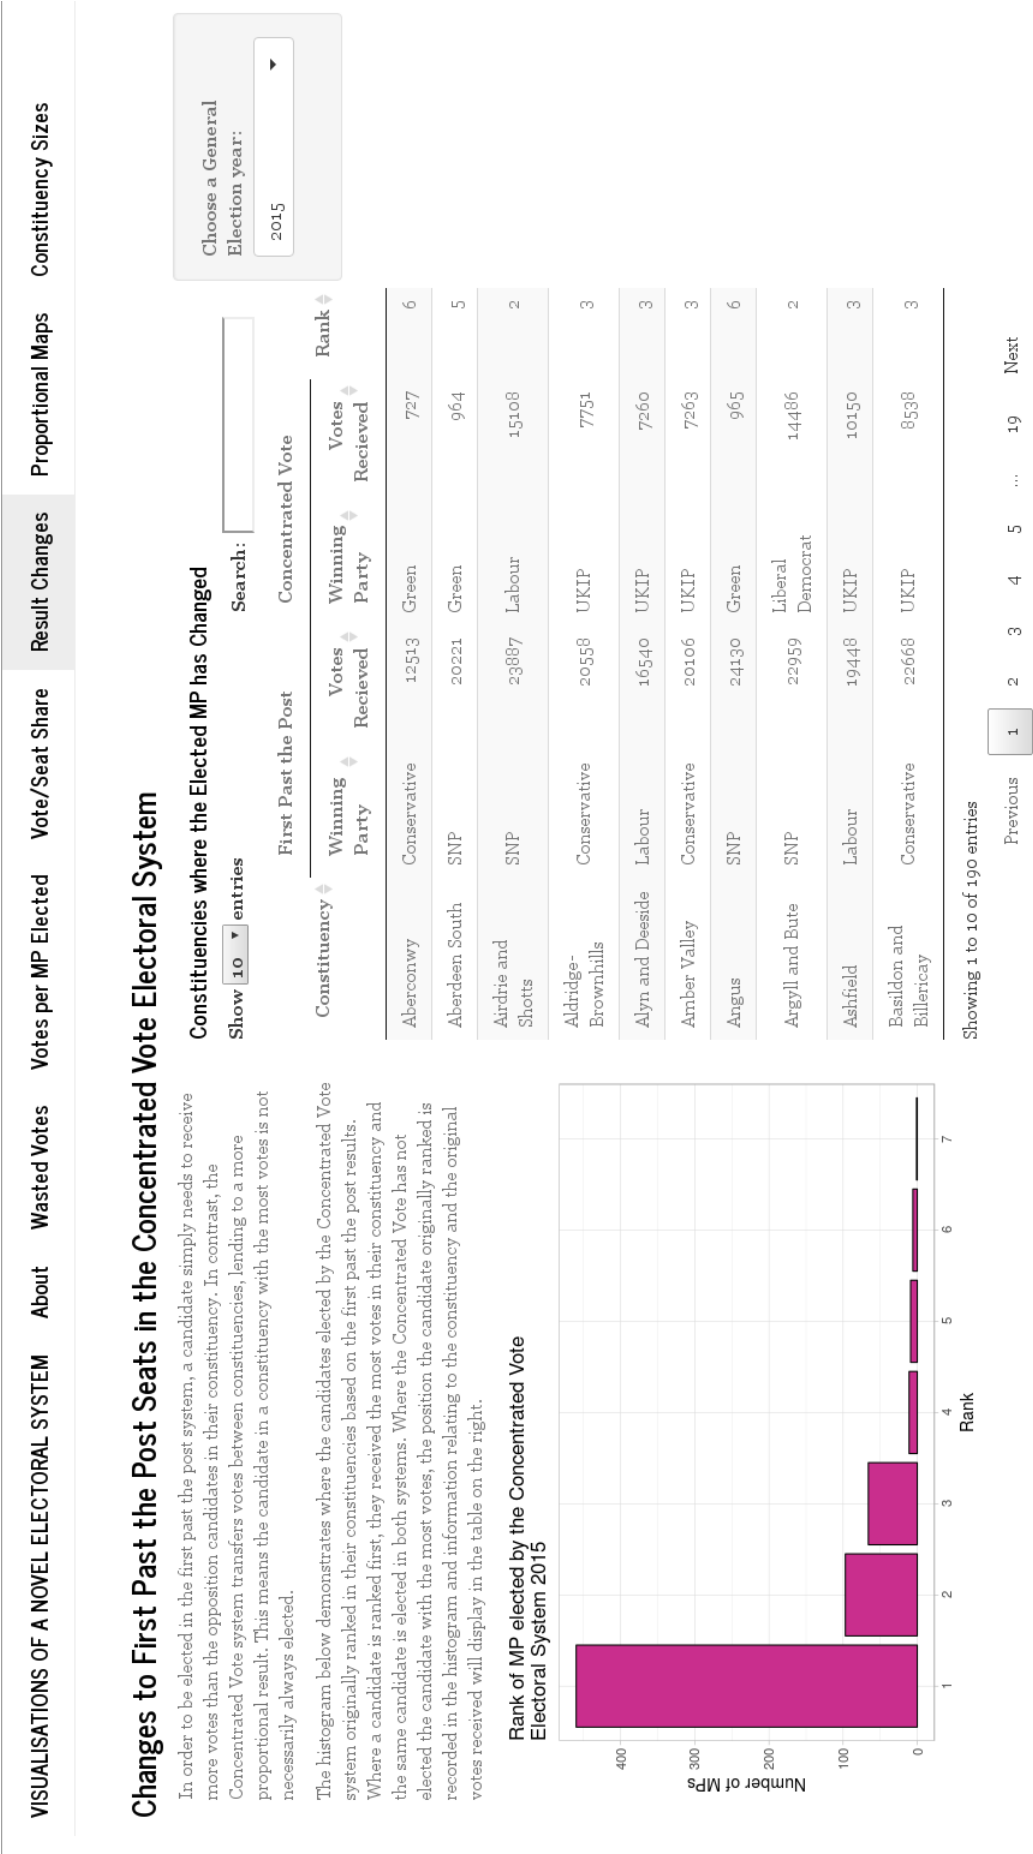 VISUALISATIONS OF A NOVEL ELECTORAL SYSTEM About Wasted Votes Votes per MP Elected Vote/Seat Share Result Changes Proportional Maps Constituency Sizes
Changes to First Past the Post Seats in the Concentrated Vote Electoral System
In order to be elected in the first past the post system, a candidate simply needs to receive
more votes than the opposition candidates in their constituency. In contrast, the
Concentrated Vote system transfers votes between constituencies, lending to a more
proportional result. This means the candidate in a constituency with the most votes is not
necessarily always elected.
The histogram below demonstrates where the candidates elected by the Concentrated Vote
system originally ranked in their constituencies based on the first past the post results.
Where a candidate is ranked first, they received the most votes in their constituency and
the same candidate is elected in both systems. Where the Concentrated Vote has not
elected the candidate with the most votes, the position the candidate originally ranked is
recorded in the histogram and information relating to the constituency and the original
votes received will display in the table on the right.
Rank of MP elected by the Concentrated Vote
Electoral System 2015
Number of MPs
400
300
200
100
0
1 2 3 4 5 6 7
Rank
Constituencies where the Elected MP has Changed
Show 10 entries Search:
First Past the Post Concentrated Vote
Constituency Winning Party Votes Recieved Winning Party Votes Recieved Rank
Aberconwy Conservative 12513 Green 727 6
Aberdeen South SNP 20221 Green 964 5
Airdrie and Shotts SNP 23887 Labour 15108 2
Aldridge-Brownhills Conservative 20558 UKIP 7751 3
Alyn and Deeside Labour 16540 UKIP 7260 3
Amber Valley Conservative 20106 UKIP 7263 3
Angus SNP 24130 Green 965 6
Argyll and Bute SNP 22959 Liberal Democrat 14486 2
Ashfield Labour 19448 UKIP 10150 3
Basildon and Billericay Conservative 22668 UKIP 8538 3
Showing 1 to 10 of 190 entries
Previous 1 2 3 4 5 ... 19 Next
Choose a General
Election year:
2015